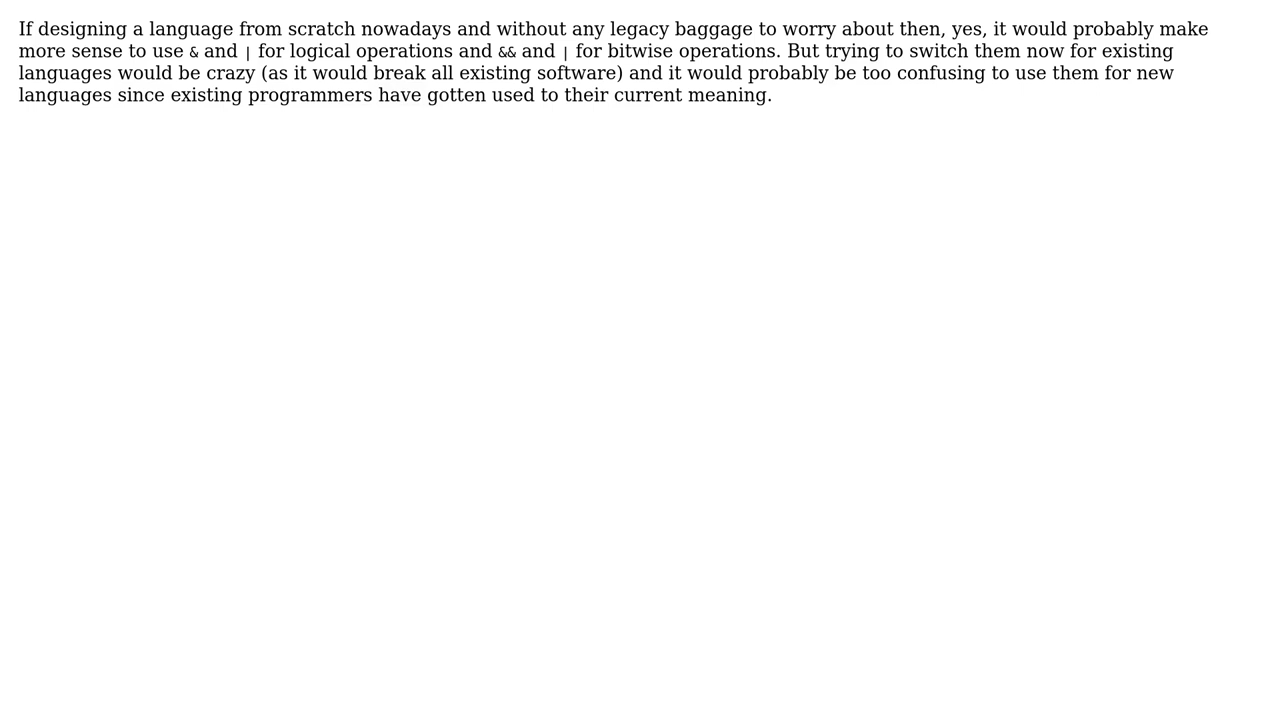 If designing a language from scratch nowadays and without any legacy baggage to worry about then, yes, it would probably make
more sense to use & and | for logical operations and && and | for bitwise operations. But trying to switch them now for existing
languages would be crazy (as it would break all existing software) and it would probably be too confusing to use them for new
languages since existing programmers have gotten used to their current meaning.